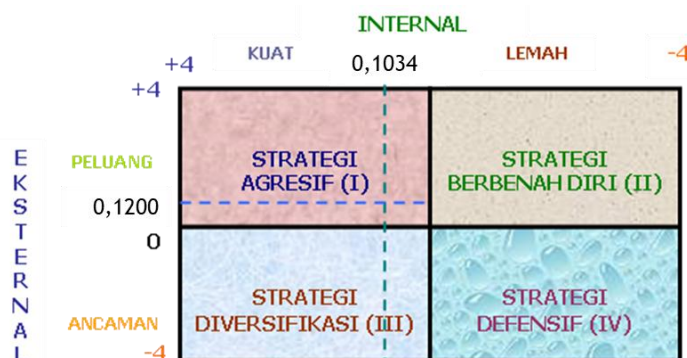 INTERNAL
+4
KUAT
0,1034
LEMAH
-4
+4
EKSTERNAL
PELUANG
STRATEGI
AGRESIF (I)
STRATEGI
BERBENAH DIRI (II)
0,1200
0
ANCAMAN
STRATEGI
DIVERSIFIKASI (III)
STRATEGI
DEFENSIF (IV)
-4